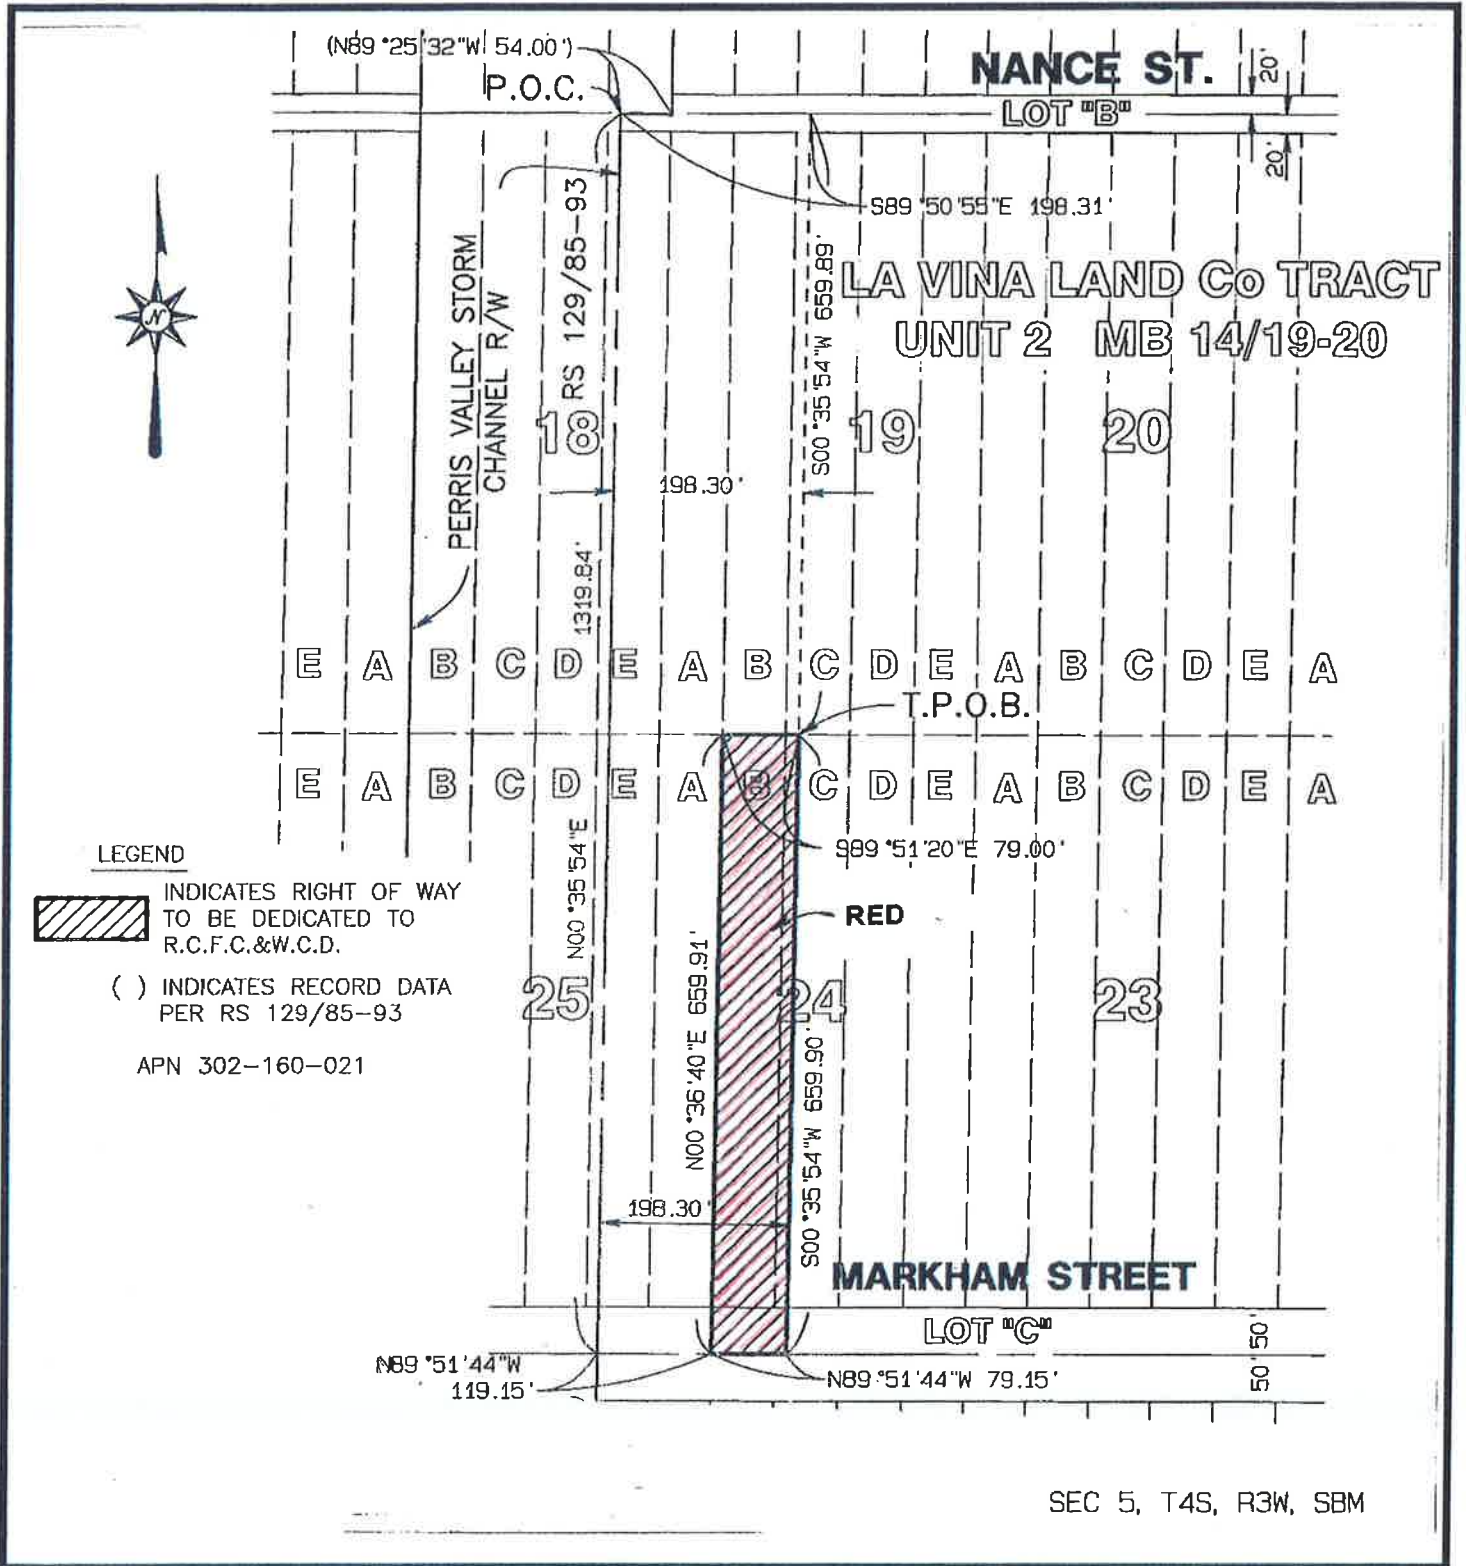 (N89°25'32"W 54.00')
P.O.C.
NANCE ST.
LOT "B"
20'
20'
S89°50'55"E 198.31'
LA VINA LAND Co TRACT
UNIT 2 MB 14/19-20
PERRIS VALLEY STORM
CHANNEL R/W
RS 129/85-93
S00°35'54"W 659.89'
N
18
19
20
198.30'
1319.84'
E A B C D E A B C D E A B C D E A
T.P.O.B.
E A B C D E A B C D E A B C D E A
S89°51'20"E 79.00'
N00°35'54"E
LEGEND
INDICATES RIGHT OF WAY
TO BE DEDICATED TO
R.C.F.C.&W.C.D.
( ) INDICATES RECORD DATA
PER RS 129/85-93
APN 302-160-021
RED
25
24
23
N00°36'40"E 659.91'
S00°35'54"W 659.90'
198.30'
MARKHAM STREET
LOT "C"
50'
50'
N89°51'44"W
119.15'
N89°51'44"W 79.15'
SEC 5, T4S, R3W, SBM